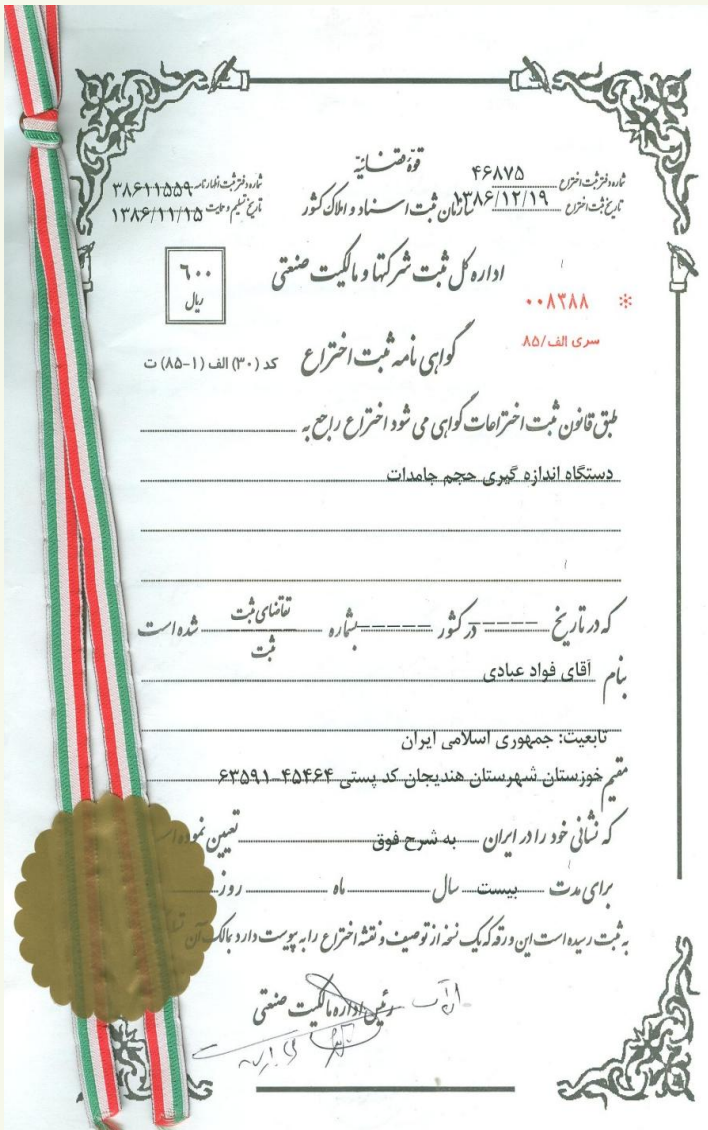 قوّهٔ قضائیّه
شماره دفتر ثبت اختراع ۴۶۸۷۵
تاریخ ثبت اختراع ۱۳۸۶/۱۲/۱۹
سازمان ثبت اسناد و املاک کشور
شماره دفتر ثبت اظهارنامه ۳۸۶۱۱۵۵۹
تاریخ تسلیم و حمایت ۱۳۸۶/۱۱/۱۵
اداره کل ثبت شرکتها و مالکیت صنعتی
۶۰۰
ریال
۰۰۸۳۸۸ *
سری الف/۸۵
گواهی نامه ثبت اختراع
کد (۳۰) الف (۱-۸۵) ت
طبق قانون ثبت اختراعات گواهی می شود اختراع راجع به
دستگاه اندازه گیری حجم جامدات
که در تاریخ ----- در کشور ----- بشماره تقاضای ثبت شده است
ثبت
بنام آقای فواد عبادی
تابعیت: جمهوری اسلامی ایران
مقیم خوزستان شهرستان هندیجان کد پستی ۴۵۴۶۴-۶۳۵۹۱
که نشانی خود را در ایران به شرح فوق تعیین نموده
برای مدت بیست سال ماه روز
به ثبت رسیده است این ورقه که یک نسخه از توصیف و نقشه اختراع را به پیوست دارد بمالک آن
رئیس اداره مالکیت صنعتی